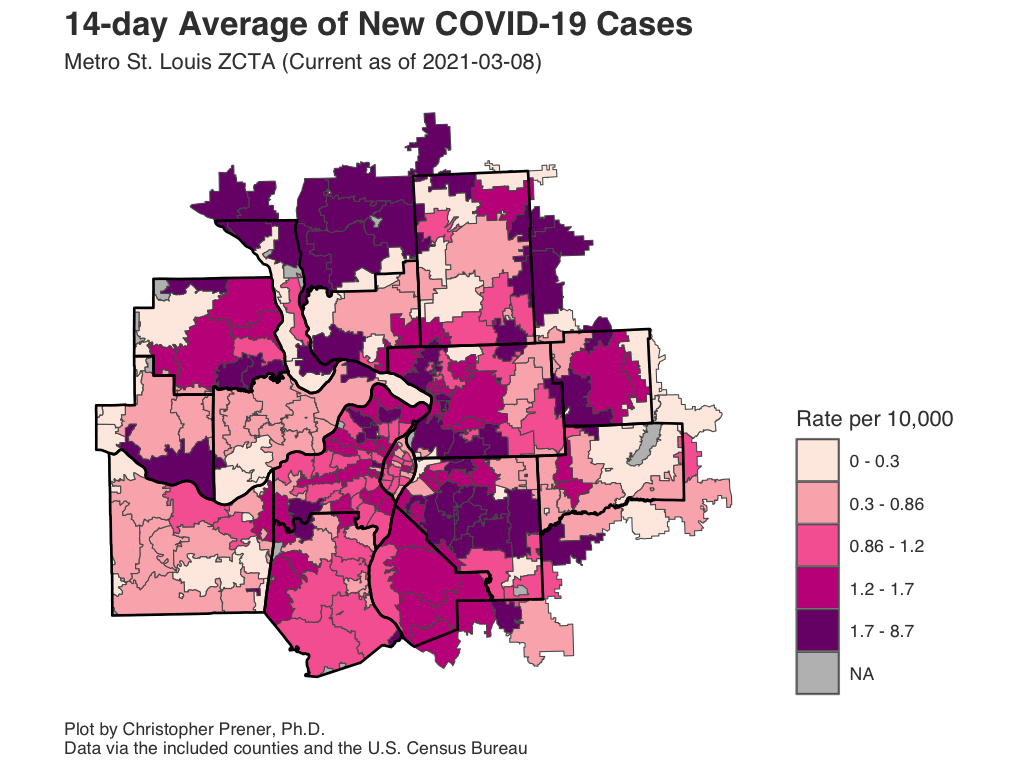 14-day Average of New COVID-19 Cases
Metro St. Louis ZCTA (Current as of 2021-03-08)
Rate per 10,000
0 - 0.3
0.3 - 0.86
0.86 - 1.2
1.2 - 1.7
1.7 - 8.7
NA
Plot by Christopher Prener, Ph.D.
Data via the included counties and the U.S. Census Bureau